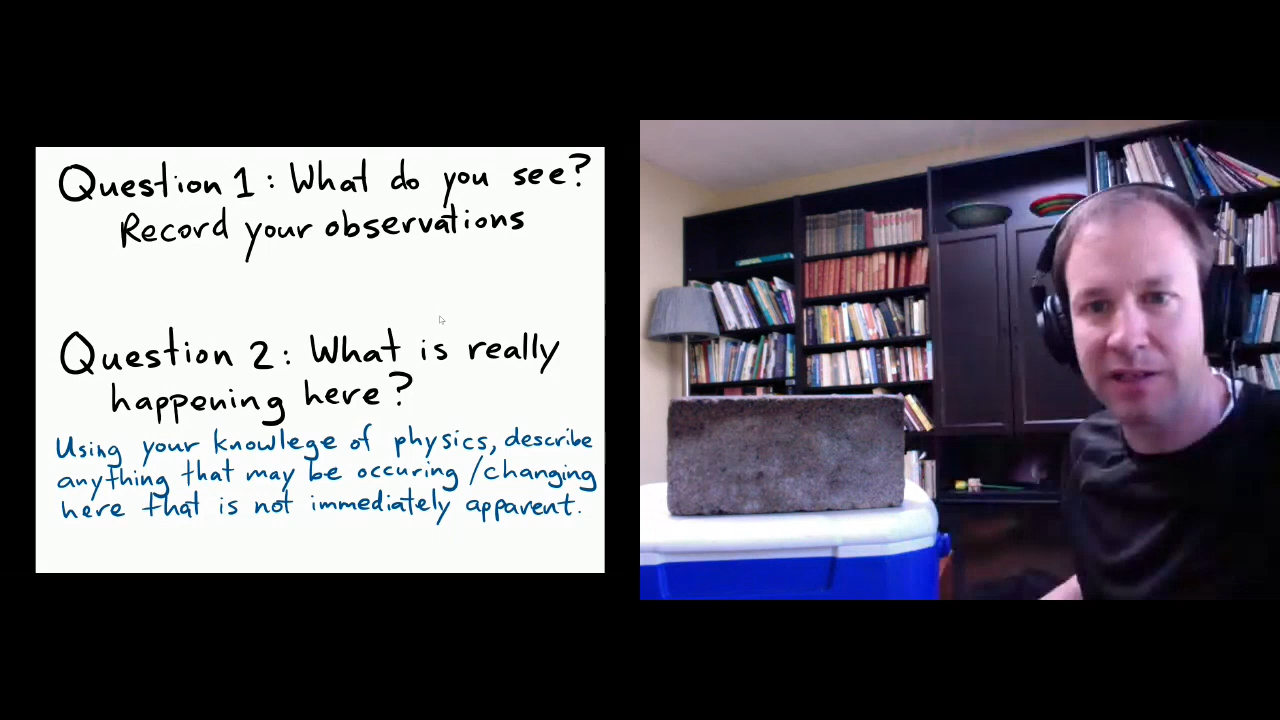 Question 1: What do you see?
Record your observations
Question 2: What is really
happening here?
Using your knowlege of physics, describe
anything that may be occuring/changing
here that is not immediately apparent.